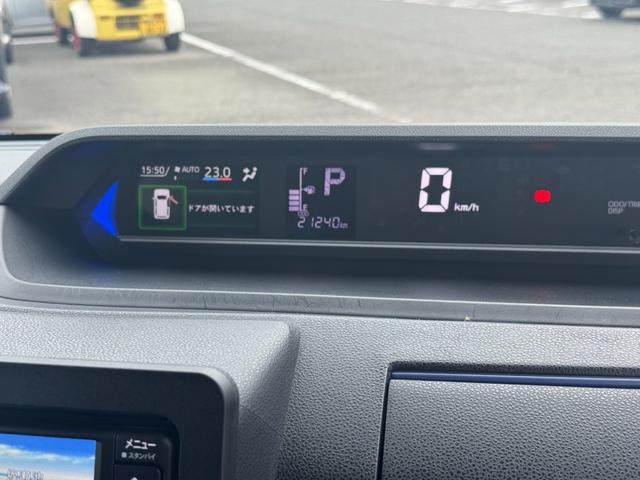 15:50
AUTO
23.0
ドアが開いています
F
P
E
21240km
0
km/h
ODO/TRIP
DISP
メニュー
スタンバイ